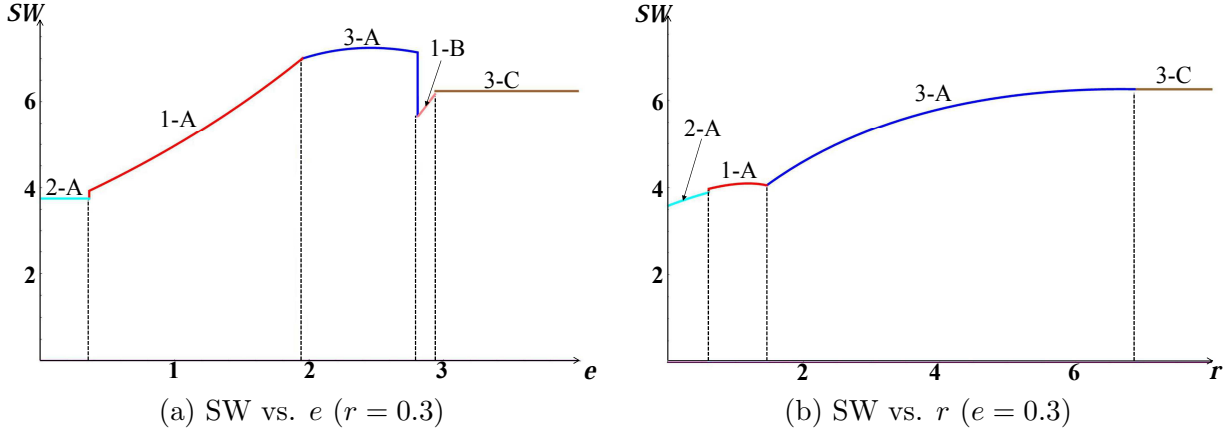 SW
3-A
1-B
3-C
6
1-A
4
2-A
2
1
2
3
e
(a) SW vs. e (r = 0.3)
SW
3-C
6
3-A
2-A
4
1-A
2
2
4
6
r
(b) SW vs. r (e = 0.3)